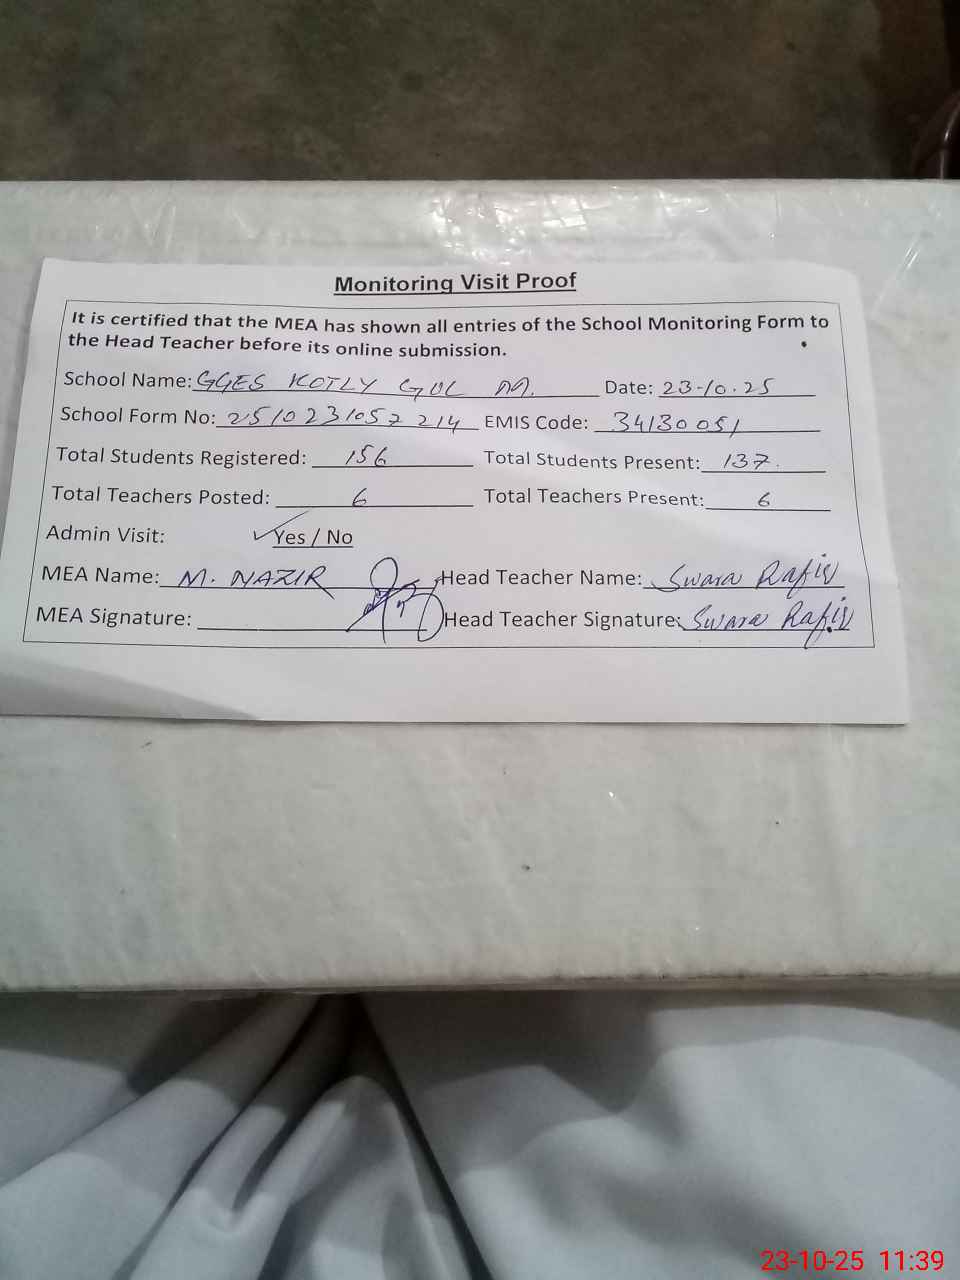 Monitoring Visit Proof
It is certified that the MEA has shown all entries of the School Monitoring Form to
the Head Teacher before its online submission.
School Name: GGES KOTLY GUL M. Date: 23-10-25
School Form No: 2510231057214 EMIS Code: 34130051
Total Students Registered: 156 Total Students Present: 137
Total Teachers Posted: 6 Total Teachers Present: 6
Admin Visit: Yes / No
MEA Name: M. NAZIR Head Teacher Name: Swara Rafiq
MEA Signature: Head Teacher Signature: Swara Rafiq
23-10-25 11:39